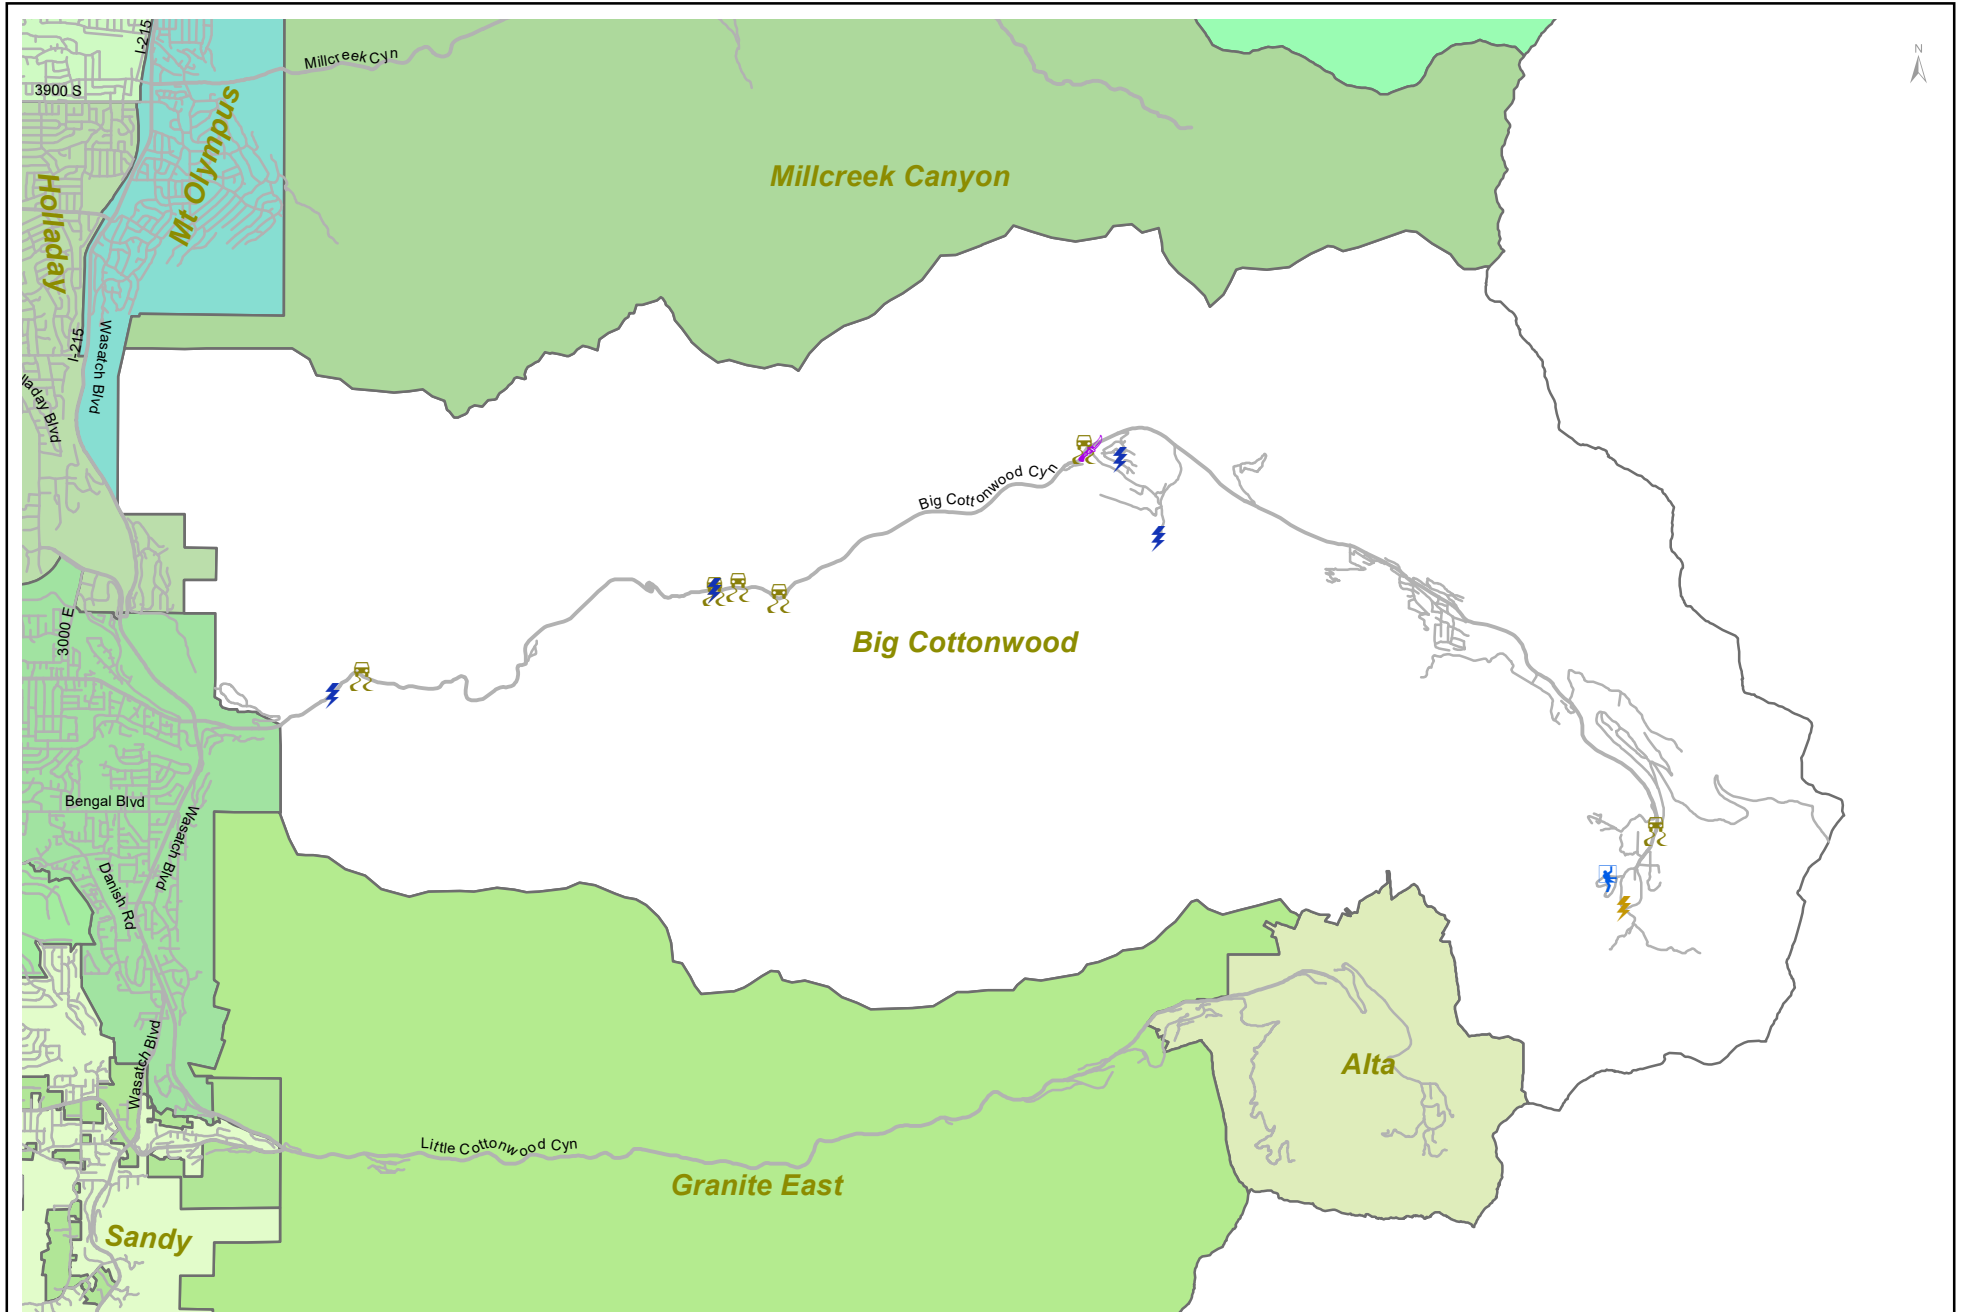 N
I-215
Millcreek Cyn
3900 S
Mt Olympus
Millcreek Canyon
Holladay
I-215
Wasatch Blvd
laday Blvd
Big Cottonwood Cyn
3000 E
Big Cottonwood
Bengal Blvd
Wasatch Blvd
Danish Rd
Wasatch Blvd
Alta
Little Cottonwood Cyn
Granite East
Sandy